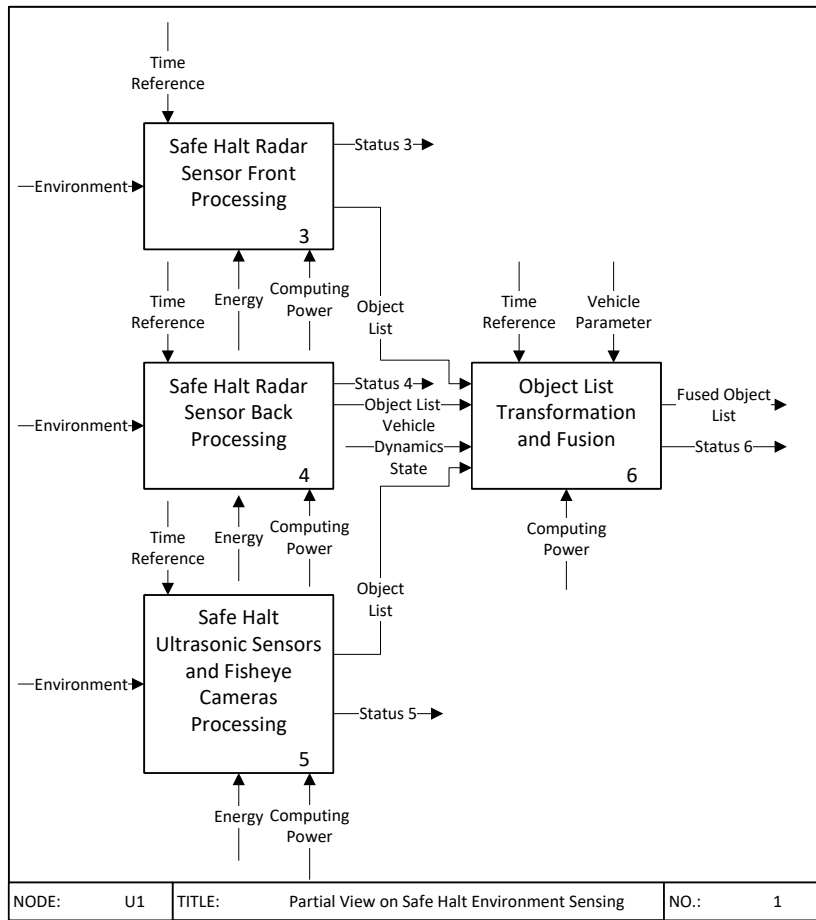 Time
Reference
Safe Halt Radar
Sensor Front
Processing
3
Status 3
Environment
Time
Reference
Energy
Computing
Power
Object
List
Time
Reference
Vehicle
Parameter
Safe Halt Radar
Sensor Back
Processing
4
Status 4
Object List
Vehicle
Dynamics
State
Environment
Object List
Transformation
and Fusion
6
Fused Object
List
Status 6
Time
Reference
Energy
Computing
Power
Computing
Power
Object
List
Safe Halt
Ultrasonic Sensors
and Fisheye
Cameras
Processing
5
Environment
Status 5
Energy
Computing
Power
NODE: U1 TITLE: Partial View on Safe Halt Environment Sensing NO.: 1